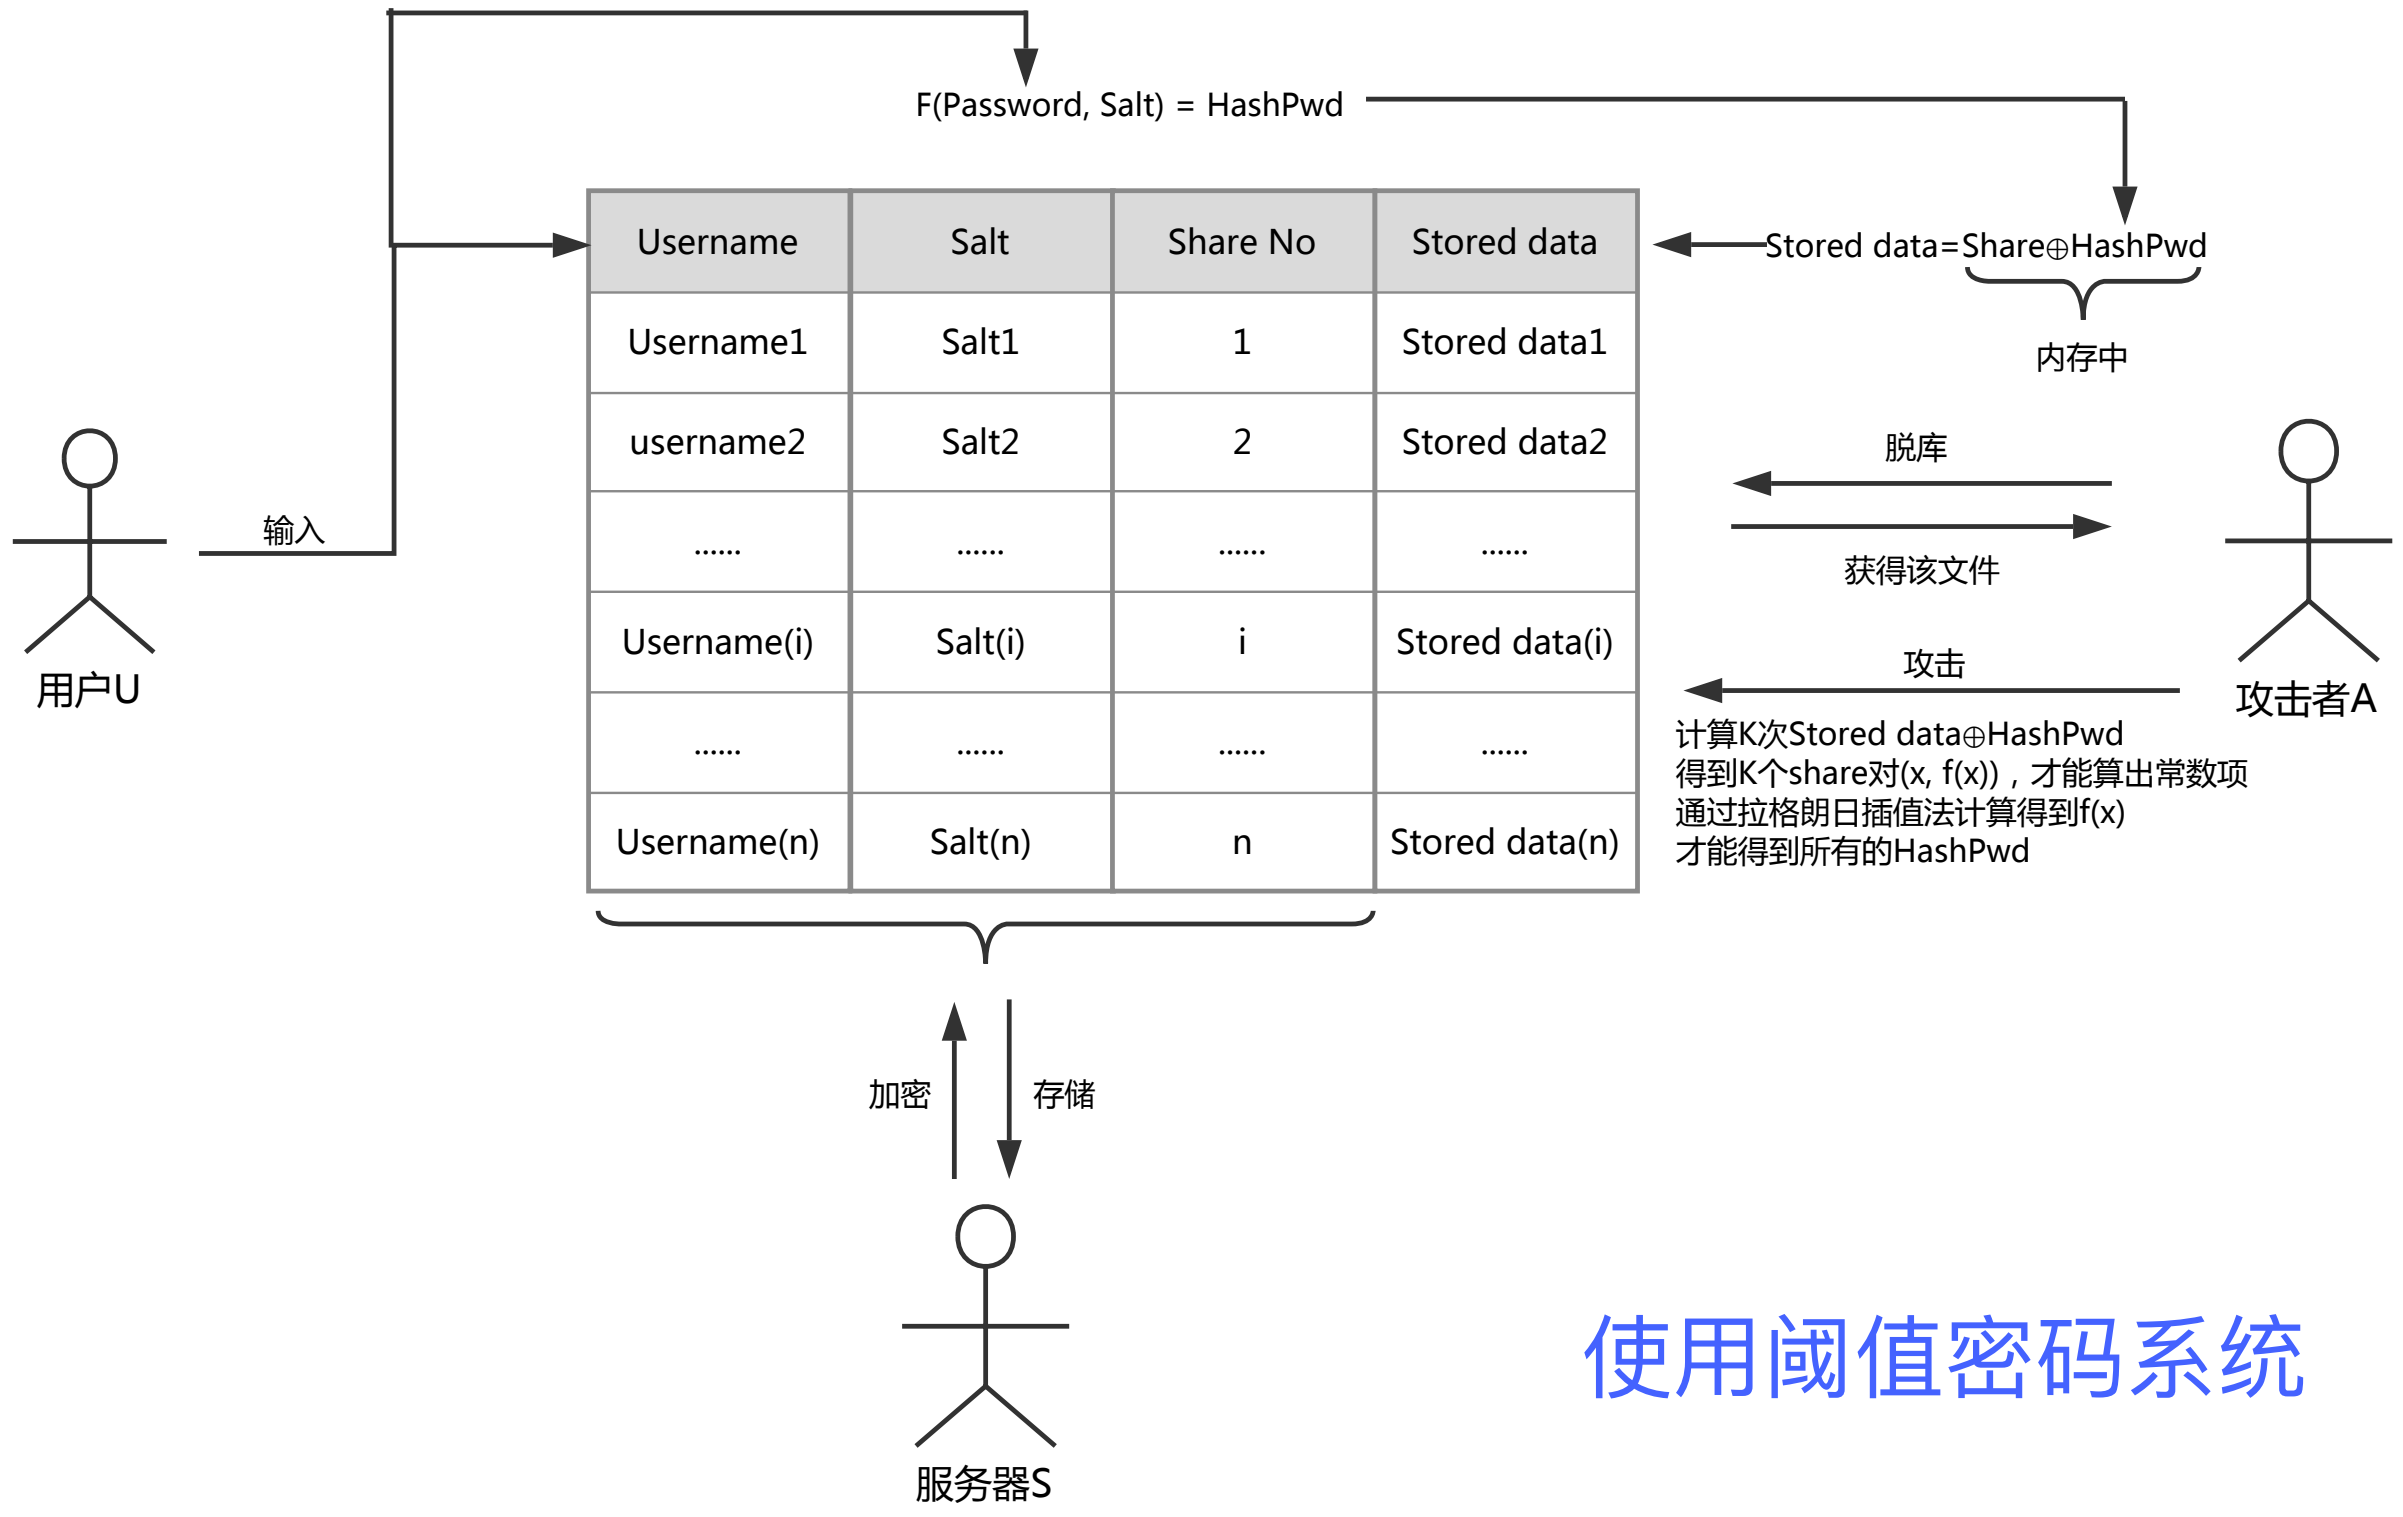 F(Password, Salt) = HashPwd
Username Salt Share No Stored data
Stored data=Share⊕HashPwd
Username1 Salt1 1 Stored data1
内存中
username2 Salt2 2 Stored data2
脱库
输入
...... ...... ...... ......
获得该文件
Username(i) Salt(i) i Stored data(i)
攻击
用户U
攻击者A
...... ...... ...... ......
计算K次Stored data⊕HashPwd
得到K个share对(x, f(x))，才能算出常数项
通过拉格朗日插值法计算得到f(x)
才能得到所有的HashPwd
Username(n) Salt(n) n Stored data(n)
加密
存储
使用阈值密码系统
服务器S